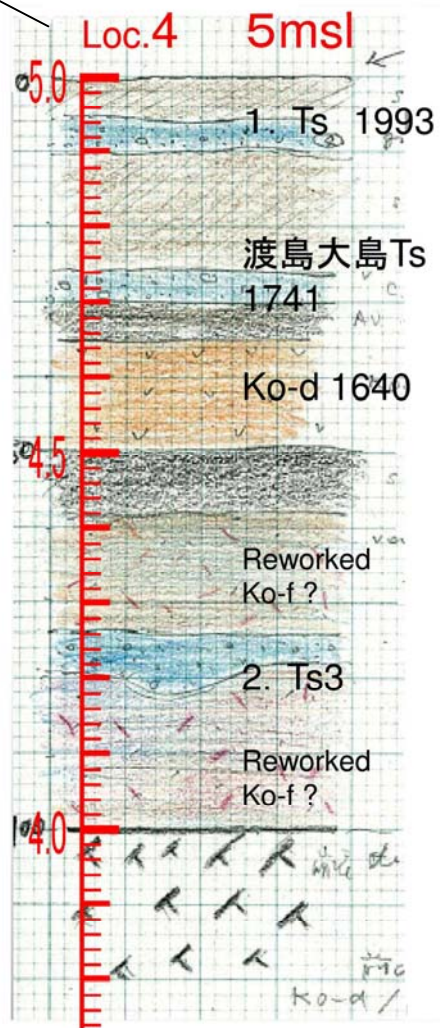 Loc.4 5msl
5.0
1. Ts 1993
渡島大島Ts
1741
Ko-d 1640
4.5
Reworked
Ko-f ?
2. Ts3
Reworked
Ko-f ?
4.0
Ko-d